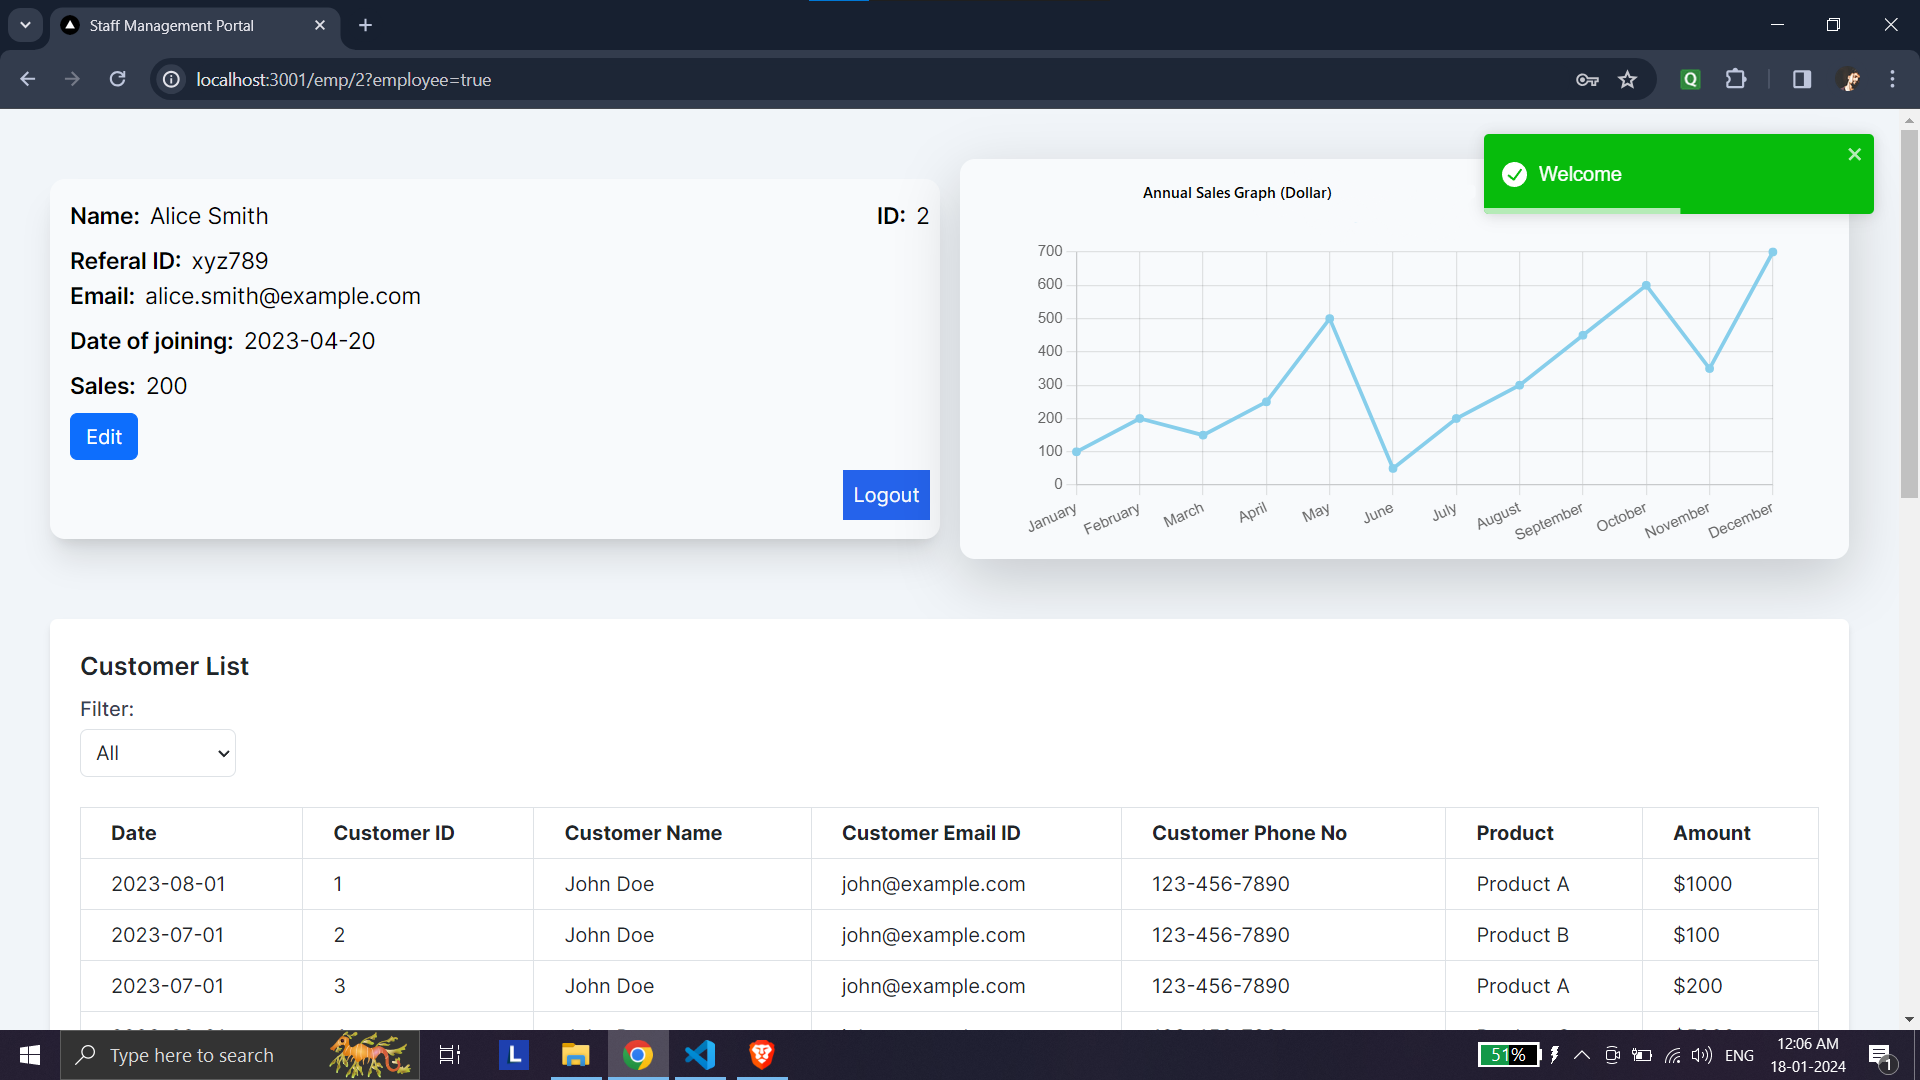 Staff Management Portal
localhost:3001/emp/2?employee=true
Q
Welcome
Name: Alice Smith ID: 2
Referal ID: xyz789
Email: alice.smith@example.com
Date of joining: 2023-04-20
Sales: 200
Edit
Logout
Annual Sales Graph (Dollar)
700
600
500
400
300
200
100
0
January February March April May June July August September October November December
Customer List
Filter:
All
Date Customer ID Customer Name Customer Email ID Customer Phone No Product Amount
2023-08-01 1 John Doe john@example.com 123-456-7890 Product A $1000
2023-07-01 2 John Doe john@example.com 123-456-7890 Product B $100
2023-07-01 3 John Doe john@example.com 123-456-7890 Product A $200
Type here to search
L
51%
ENG
12:06 AM
18-01-2024
1